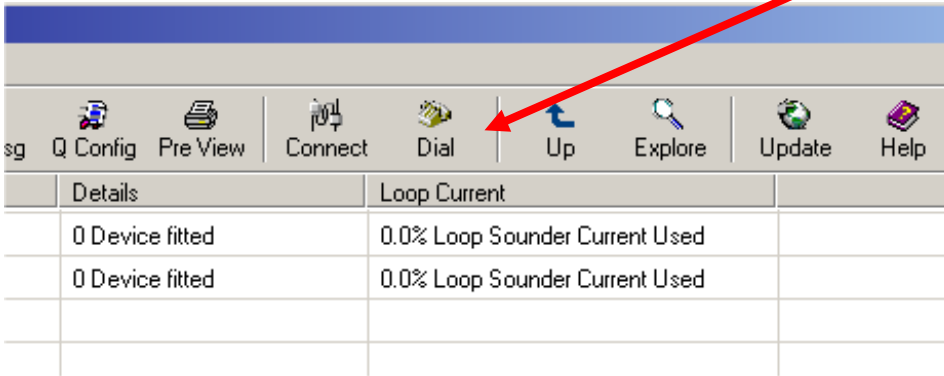 sg Q Config Pre View Connect Dial Up Explore Update Help
Details Loop Current
0 Device fitted 0.0% Loop Sounder Current Used
0 Device fitted 0.0% Loop Sounder Current Used